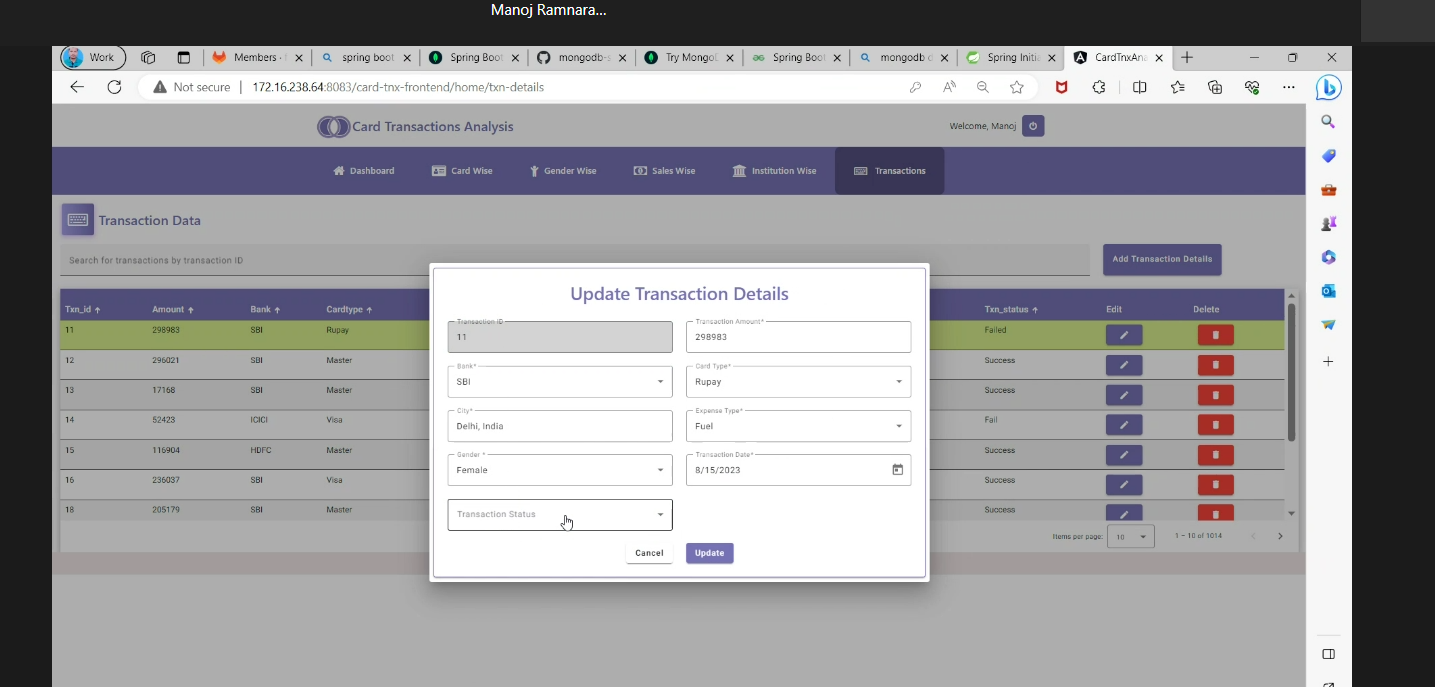 Manoj Ramnara...
Work
Members ·
spring boot
Spring Boot
mongodb-s
Try MongoD
Spring Boot
mongodb d
Spring Initia
CardTnxAna
Not secure | 172.16.238.64:8083/card-tnx-frontend/home/txn-details
Card Transactions Analysis
Welcome, Manoj
Dashboard
Card Wise
Gender Wise
Sales Wise
Institution Wise
Transactions
Transaction Data
Search for transactions by transaction ID
Add Transaction Details
Txn_id Amount Bank Cardtype Txn_status Edit Delete
11 298983 SBI Rupay Failed
12 296021 SBI Master Success
13 17168 SBI Master Success
14 52423 ICICI Visa Fail
15 116904 HDFC Master Success
16 236037 SBI Visa Success
18 205179 SBI Master Success
Items per page: 10 1 – 10 of 1014
Update Transaction Details
Transaction ID
11
Transaction Amount*
298983
Bank*
SBI
Card Type*
Rupay
City*
Delhi, India
Expense Type*
Fuel
Gender *
Female
Transaction Date*
8/15/2023
Transaction Status
Cancel
Update